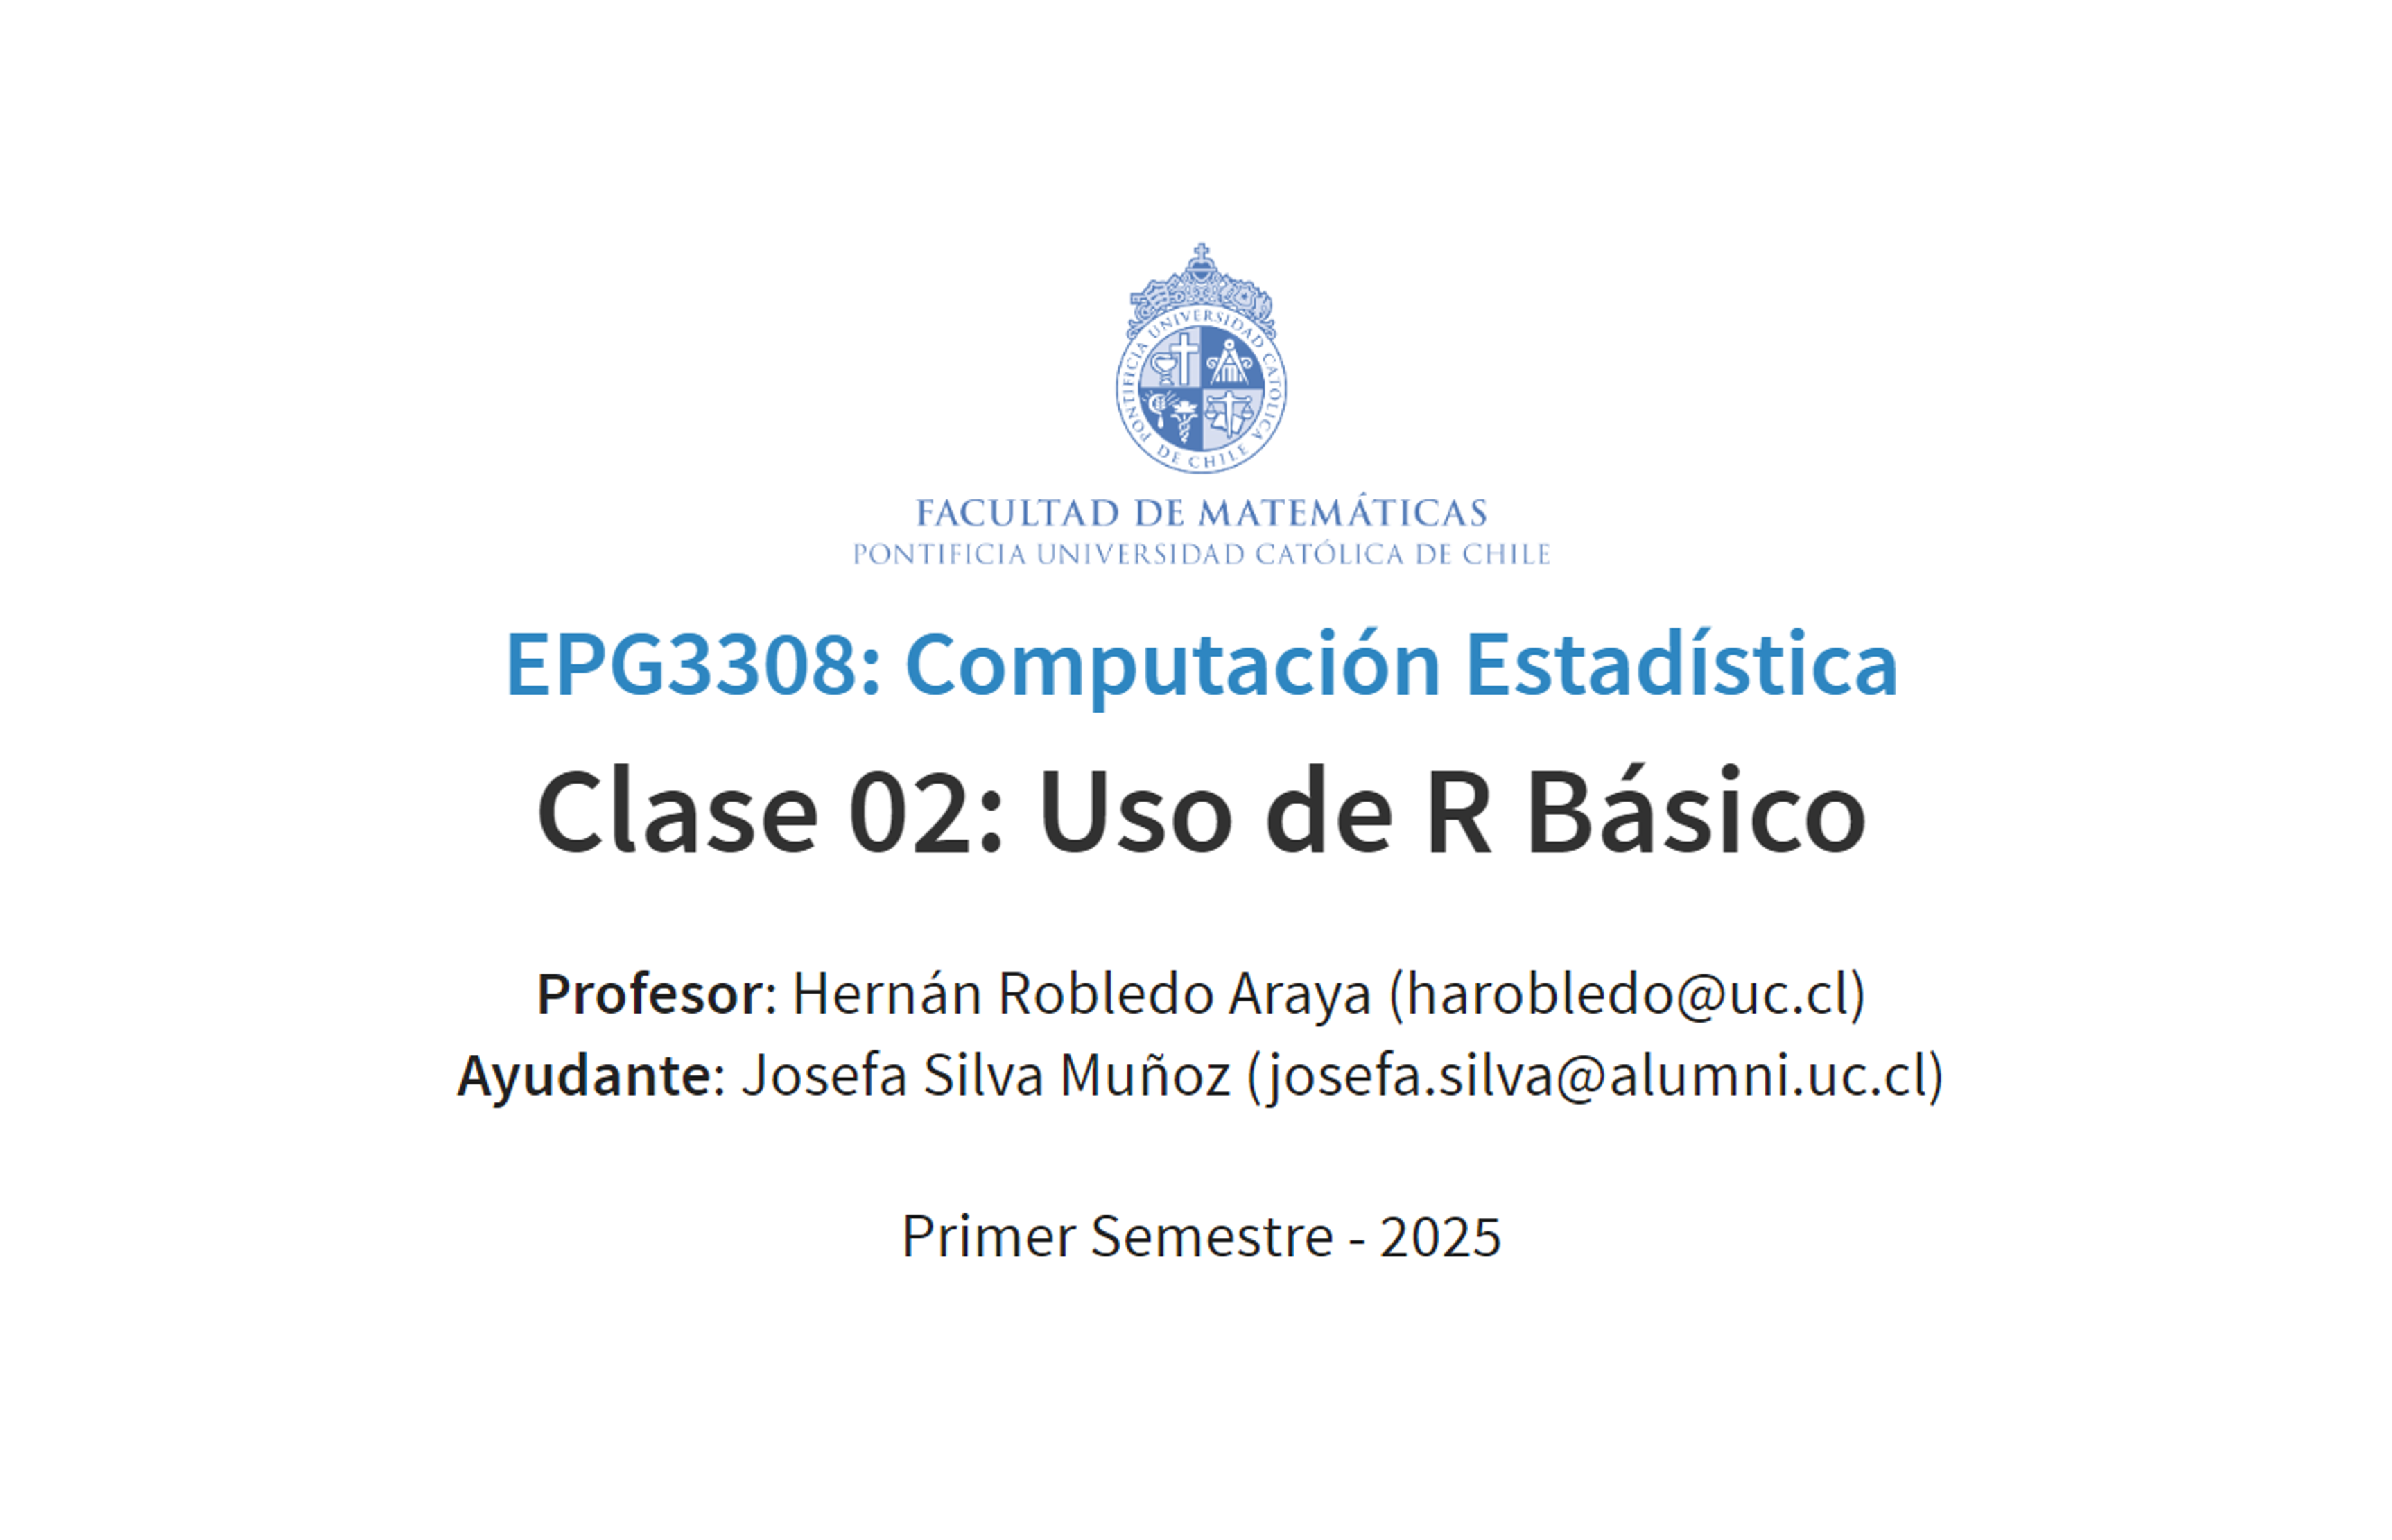 PONTIFICIA UNIVERSIDAD CATOLICA DE CHILE
FACULTAD DE MATEMÁTICAS
PONTIFICIA UNIVERSIDAD CATÓLICA DE CHILE
EPG3308: Computación Estadística
Clase 02: Uso de R Básico
Profesor: Hernán Robledo Araya (harobledo@uc.cl)
Ayudante: Josefa Silva Muñoz (josefa.silva@alumni.uc.cl)
Primer Semestre - 2025